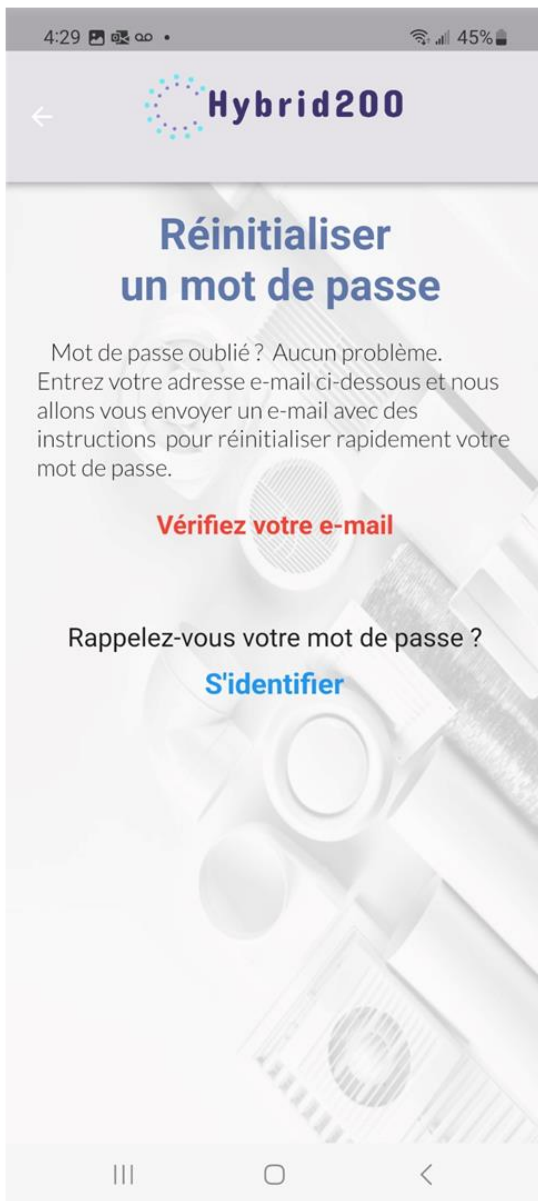 4:29
45%
Hybrid200
Réinitialiser
un mot de passe
Mot de passe oublié ? Aucun problème.
Entrez votre adresse e-mail ci-dessous et nous
allons vous envoyer un e-mail avec des
instructions pour réinitialiser rapidement votre
mot de passe.
Vérifiez votre e-mail
Rappelez-vous votre mot de passe ?
S'identifier